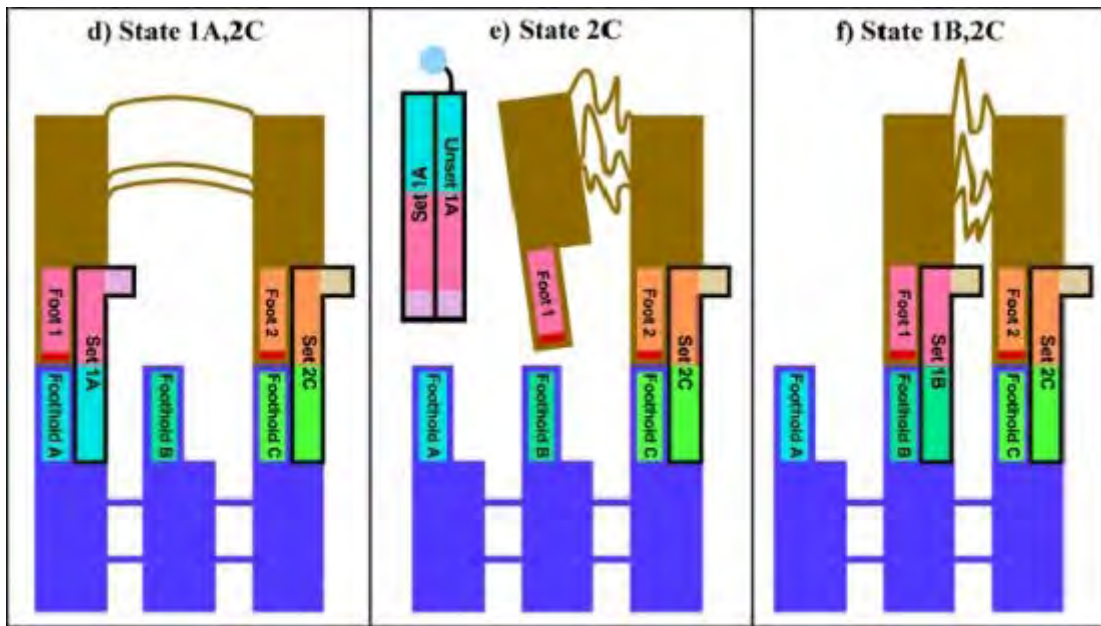 d) State 1A,2C
e) State 2C
f) State 1B,2C
Foot 1
Set 1A
Foothold A
Foothold B
Foot 2
Set 2C
Foothold C
Set 1A
Unset 1A
Foot 1
Foot 2
Set 2C
Foothold A
Foothold B
Foothold C
Foot 1
Set 1B
Foot 2
Set 2C
Foothold A
Foothold B
Foothold C